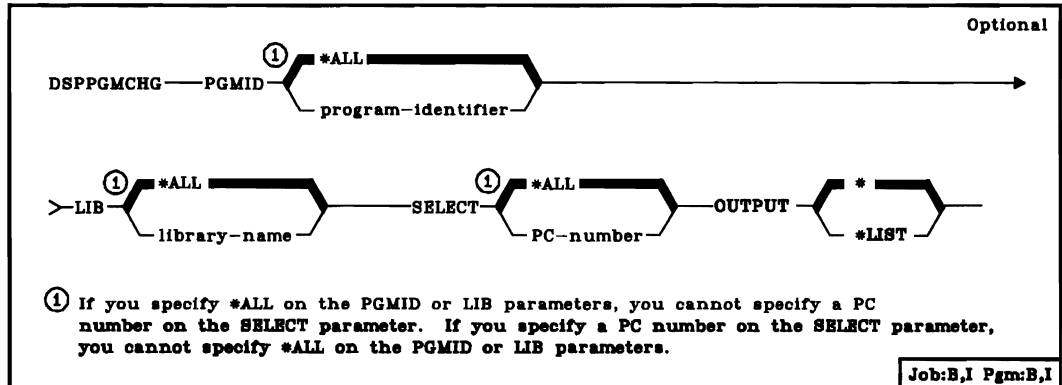 Optional
① *ALL
DSPPGMCHG PGMID
program-identifier
① *ALL ① *ALL *
>LIB SELECT OUTPUT
library-name PC-number *LIST
① If you specify *ALL on the PGMID or LIB parameters, you cannot specify a PC
number on the SELECT parameter. If you specify a PC number on the SELECT parameter,
you cannot specify *ALL on the PGMID or LIB parameters.
Job:B,I Pgm:B,I